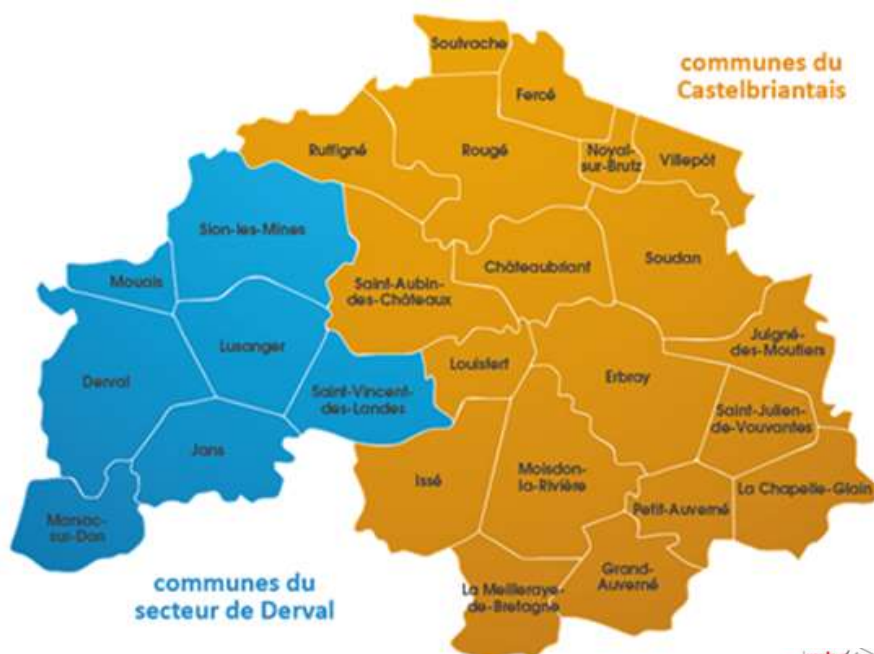 Soulvache
communes du
Castelbriantais
Fercé
Ruffigné
Rougé
Noyal-
sur-Brutz
Villepôt
Sion-les-Mines
Mouais
Saint-Aubin-
des-Châteaux
Châteaubriant
Soudan
Lusanger
Derval
Saint-Vincent-
des-Landes
Louisfert
Erbray
Juigné-
des-Moutiers
Saint-Julien-
de-Vouvantes
Jans
Issé
Moisdon-
la-Rivière
Petit-Auverné
La Chapelle-Glain
Marsac-
sur-Don
communes du
secteur de Derval
La Meilleraye-
de-Bretagne
Grand-
Auverné